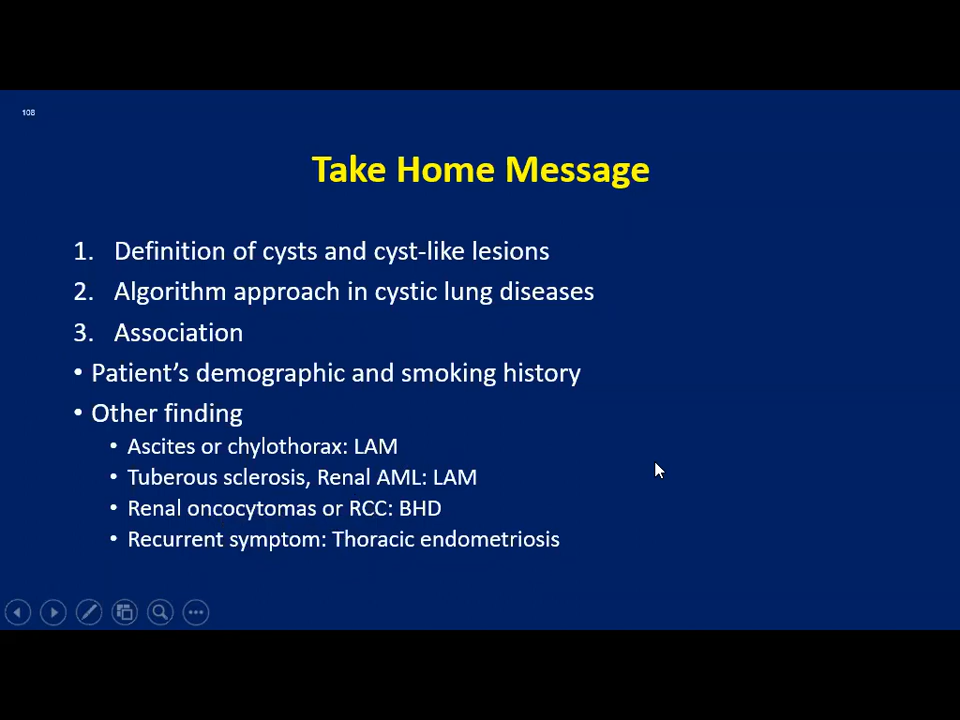 108
Take Home Message
1. Definition of cysts and cyst-like lesions
2. Algorithm approach in cystic lung diseases
3. Association
• Patient’s demographic and smoking history
• Other finding
• Ascites or chylothorax: LAM
• Tuberous sclerosis, Renal AML: LAM
• Renal oncocytomas or RCC: BHD
• Recurrent symptom: Thoracic endometriosis